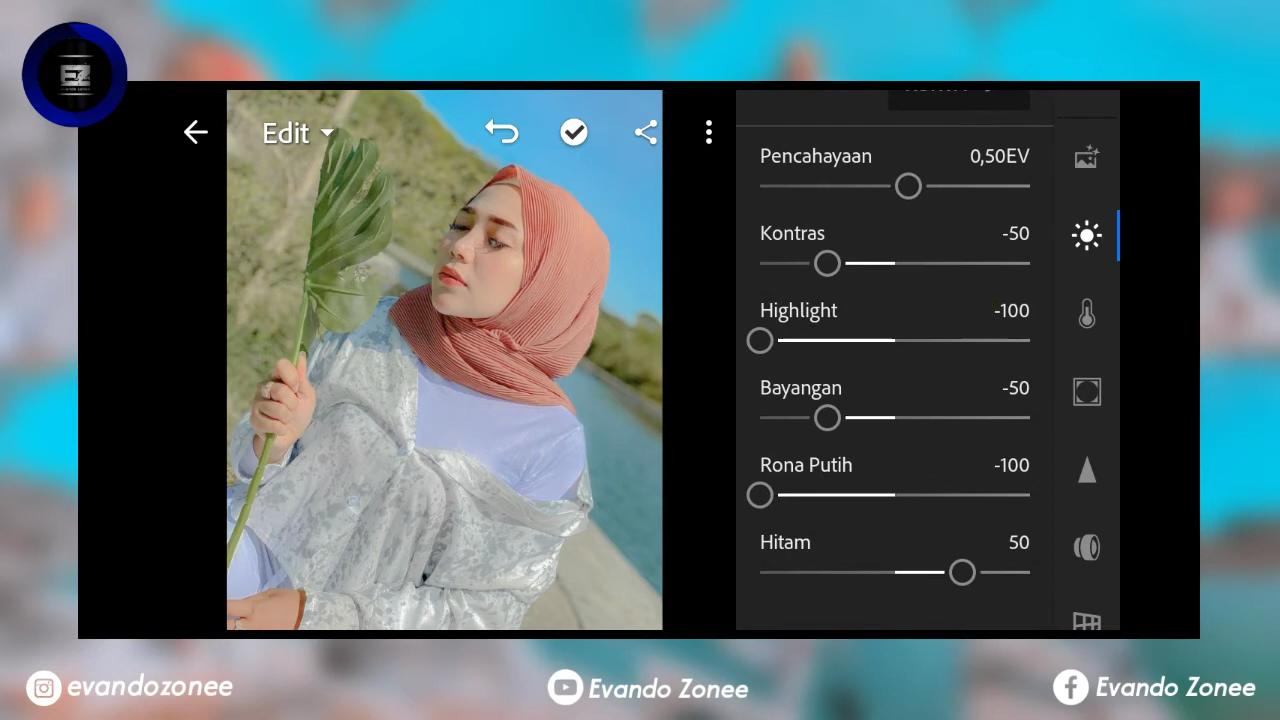 EZ
Edit
Pencahayaan 0,50EV
Kontras -50
Highlight -100
Bayangan -50
Rona Putih -100
Hitam 50
evandozonee
Evando Zonee
Evando Zonee